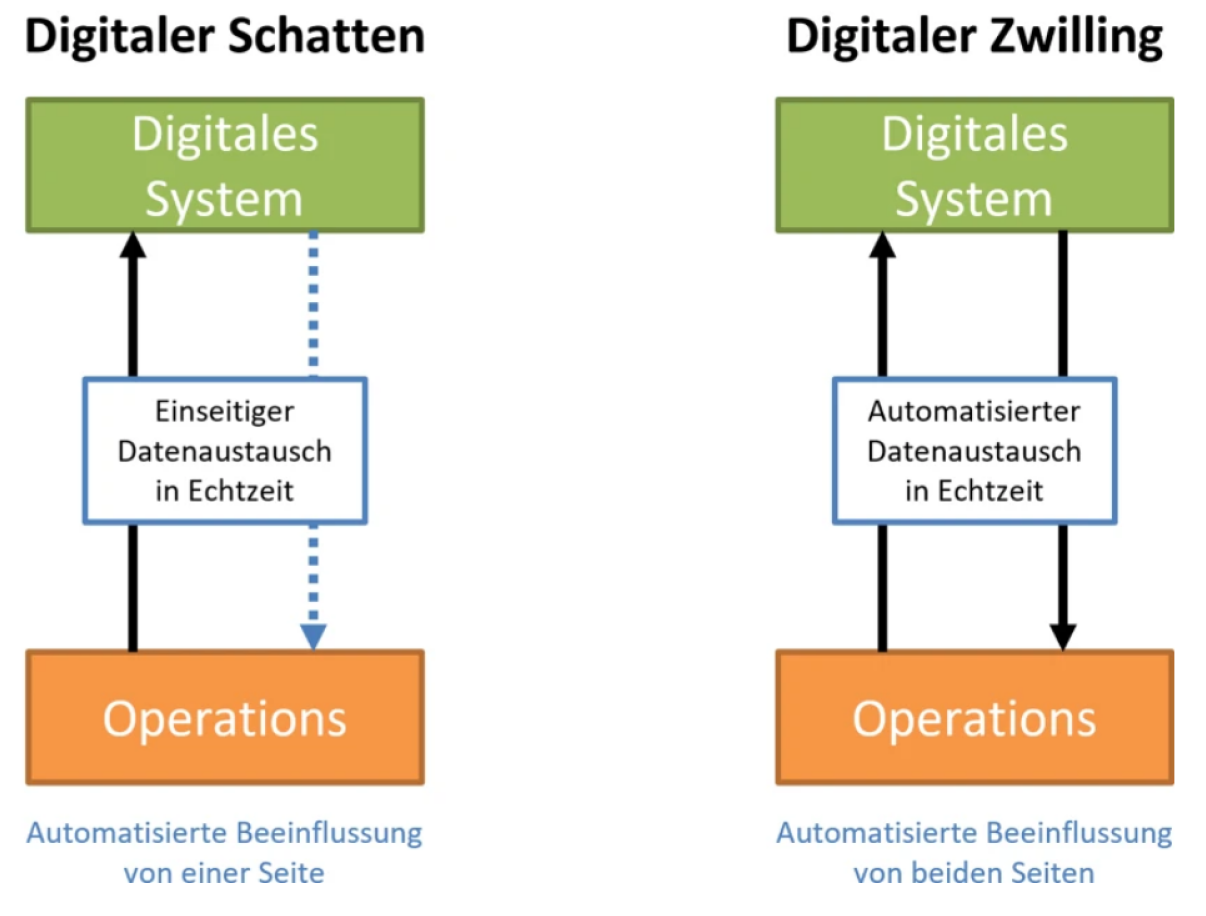 Digitaler Schatten
Digitales
System
Einseitiger
Datenaustausch
in Echtzeit
Operations
Automatisierte Beeinflussung
von einer Seite
Digitaler Zwilling
Digitales
System
Automatisierter
Datenaustausch
in Echtzeit
Operations
Automatisierte Beeinflussung
von beiden Seiten